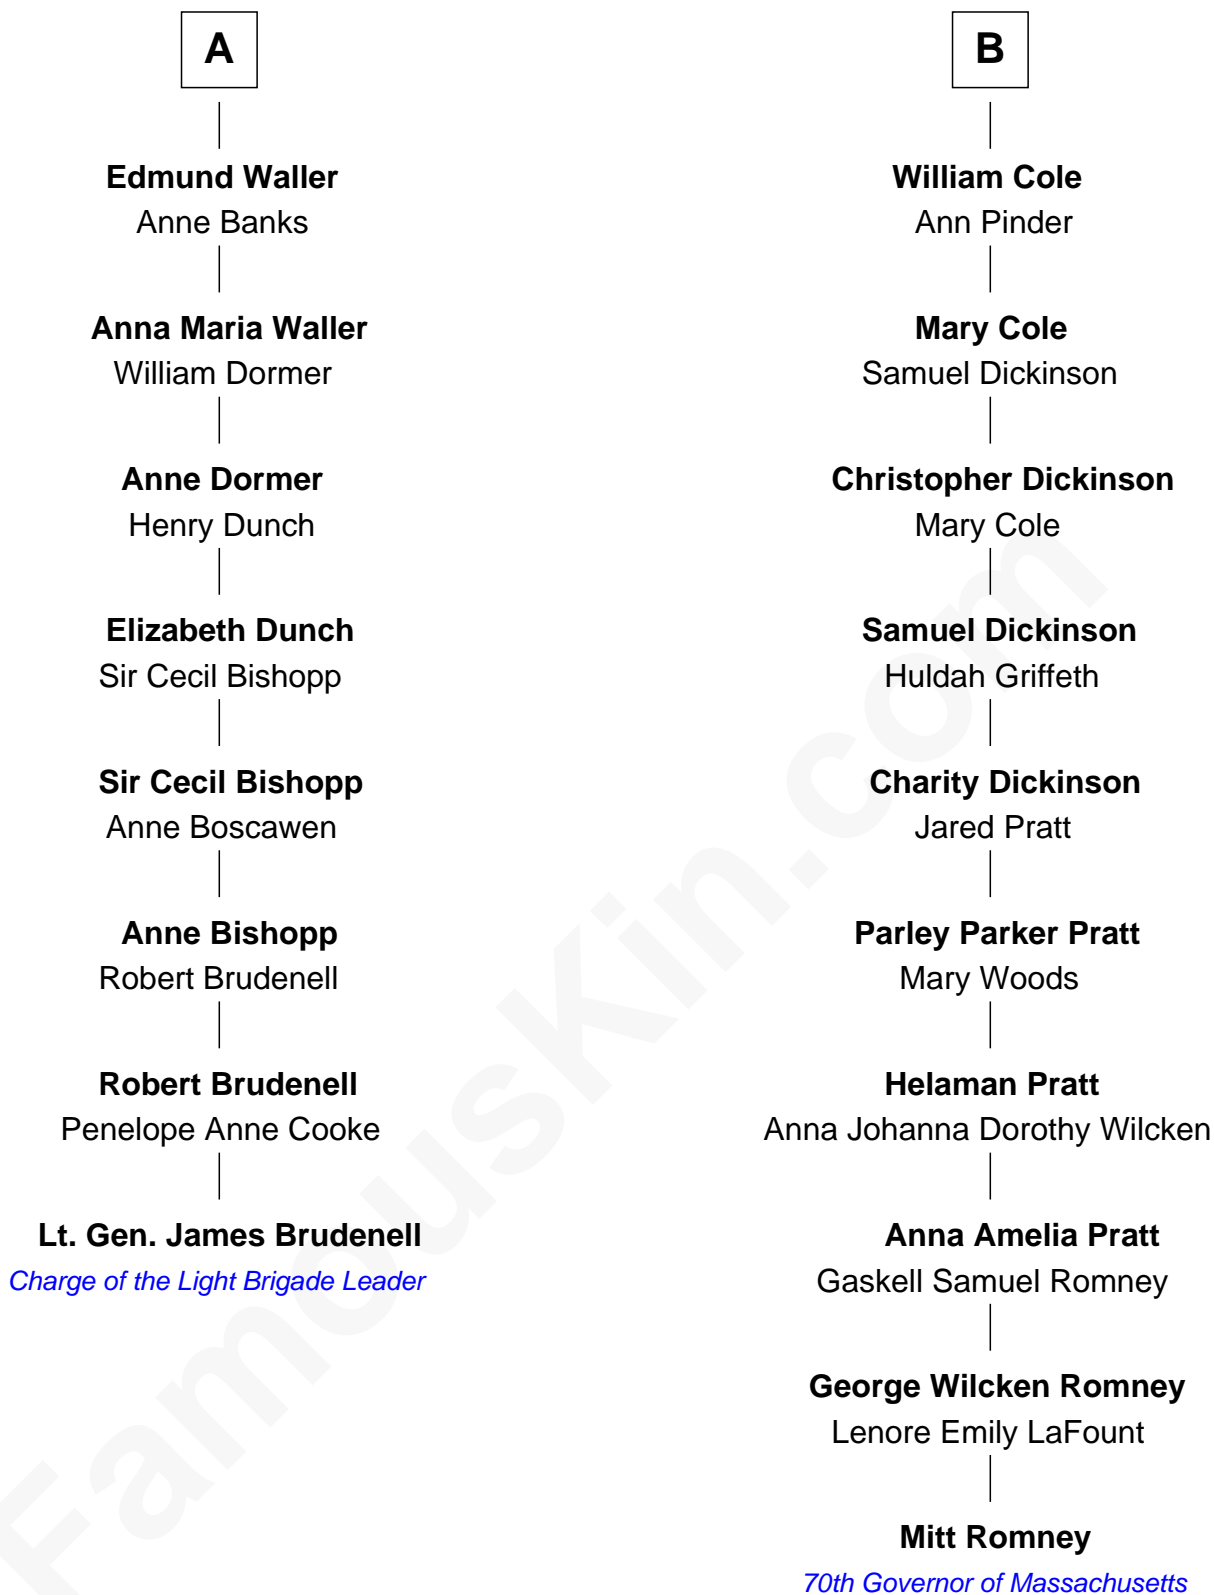 A
Edmund Waller
Anne Banks
Anna Maria Waller
William Dormer
Anne Dormer
Henry Dunch
Elizabeth Dunch
Sir Cecil Bishopp
Sir Cecil Bishopp
Anne Boscawen
Anne Bishopp
Robert Brudenell
Robert Brudenell
Penelope Anne Cooke
Lt. Gen. James Brudenell
Charge of the Light Brigade Leader
B
William Cole
Ann Pinder
Mary Cole
Samuel Dickinson
Christopher Dickinson
Mary Cole
Samuel Dickinson
Huldah Griffeth
Charity Dickinson
Jared Pratt
Parley Parker Pratt
Mary Woods
Helaman Pratt
Anna Johanna Dorothy Wilcken
Anna Amelia Pratt
Gaskell Samuel Romney
George Wilcken Romney
Lenore Emily LaFount
Mitt Romney
70th Governor of Massachusetts
FamousKin.com